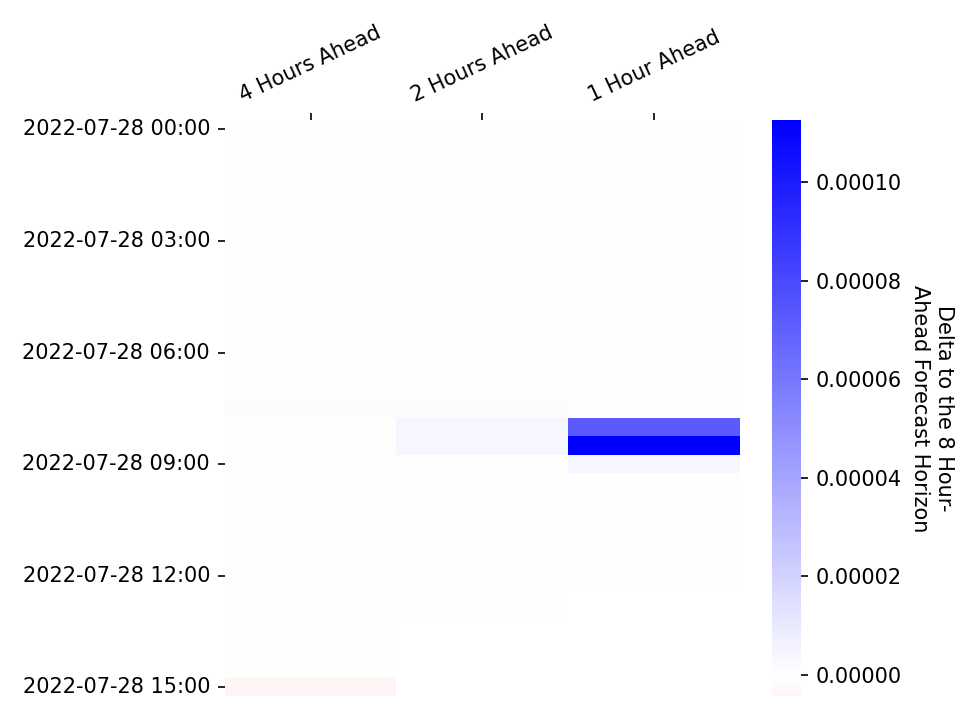 4 Hours Ahead
2 Hours Ahead
1 Hour Ahead
2022-07-28 00:00
2022-07-28 03:00
2022-07-28 06:00
2022-07-28 09:00
2022-07-28 12:00
2022-07-28 15:00
0.00010
0.00008
0.00006
0.00004
0.00002
0.00000
Delta to the 8 Hour-
Ahead Forecast Horizon